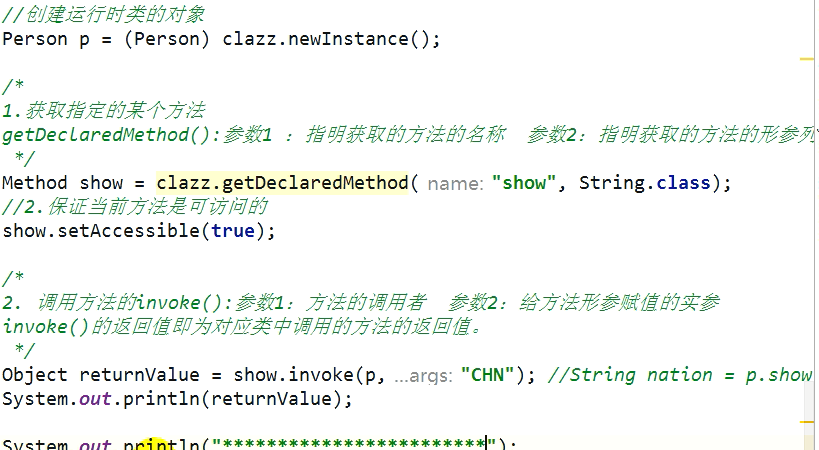 //创建运行时类的对象
Person p = (Person) clazz.newInstance();
/*
1.获取指定的某个方法
getDeclaredMethod():参数1 ：指明获取的方法的名称  参数2：指明获取的方法的形参列
*/
Method show = clazz.getDeclaredMethod( name: "show", String.class);
//2.保证当前方法是可访问的
show.setAccessible(true);
/*
2. 调用方法的invoke():参数1：方法的调用者  参数2：给方法形参赋值的实参
invoke()的返回值即为对应类中调用的方法的返回值。
*/
Object returnValue = show.invoke(p, ...args: "CHN"); //String nation = p.show
System.out.println(returnValue);
System.out.println("************************");